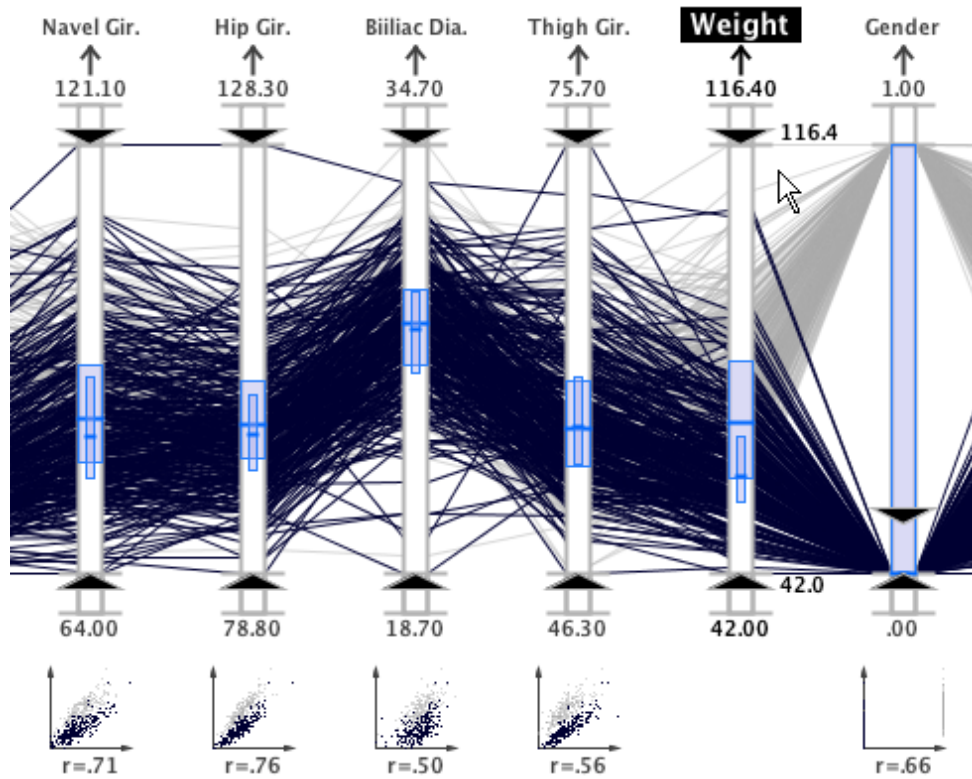 Navel Gir. Hip Gir. Biiliac Dia. Thigh Gir. Weight Gender
121.10 128.30 34.70 75.70 116.40 1.00
116.4
42.0
64.00 78.80 18.70 46.30 42.00 .00
r=.71 r=.76 r=.50 r=.56 r=.66